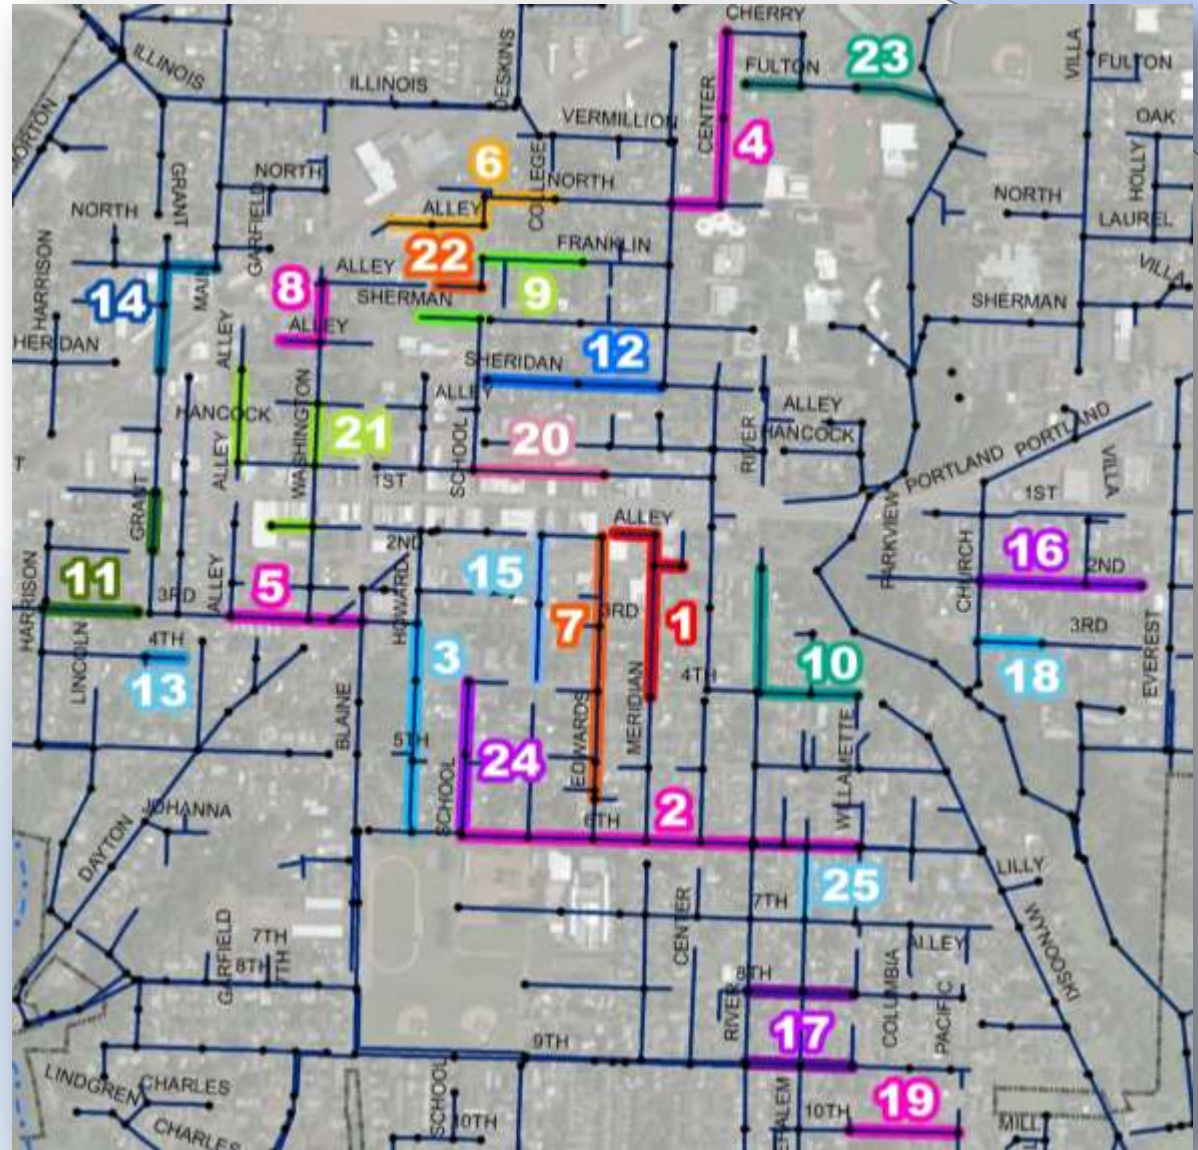 CHERRY
DESKINS
ILLINOIS
FULTON
23
VILLA
FULTON
ILLINOIS
CENTER
VERMILLION
OAK
4
6
COLLEGE
NORTH
HOLLY
GRANT
NORTH
NORTH
NORTH
ALLEY
LAUREL
GARFIELD
FRANKLIN
HARRISON
22
ALLEY
VILLA
MAIN
8
9
14
SHERMAN
SHERMAN
ALLEY
ALLEY
HERIDAN
12
SHERIDAN
ALLEY
WASHINGTON
ALLEY
HANCOCK
PORTLAND
21
20
RIVER
HANCOCK
SCHOOL
ALLEY
1ST
PORTLAND
VILLA
T
GRANT
1ST
ALLEY
PARKVIEW
2ND
16
CHURCH
15
2ND
11
HARRISON
ALLEY
5
3RD
HOWARD
7
3RD
1
3RD
4TH
LINCOLN
3
10
18
EVEREST
13
4TH
MERIDIAN
BLAINE
EDWARDS
5TH
24
WILLAMETTE
SCHOOL
JOHANNA
2
6TH
DAYTON
LILLY
25
7TH
CENTER
WYNOOSKI
GARFIELD
7TH
ALLEY
8TH
7TH
8TH
COLUMBIA
PACIFIC
RIVER
17
9TH
LINDGREN
CHARLES
SCHOOL
19
10TH
10TH
MILL
CHARLES